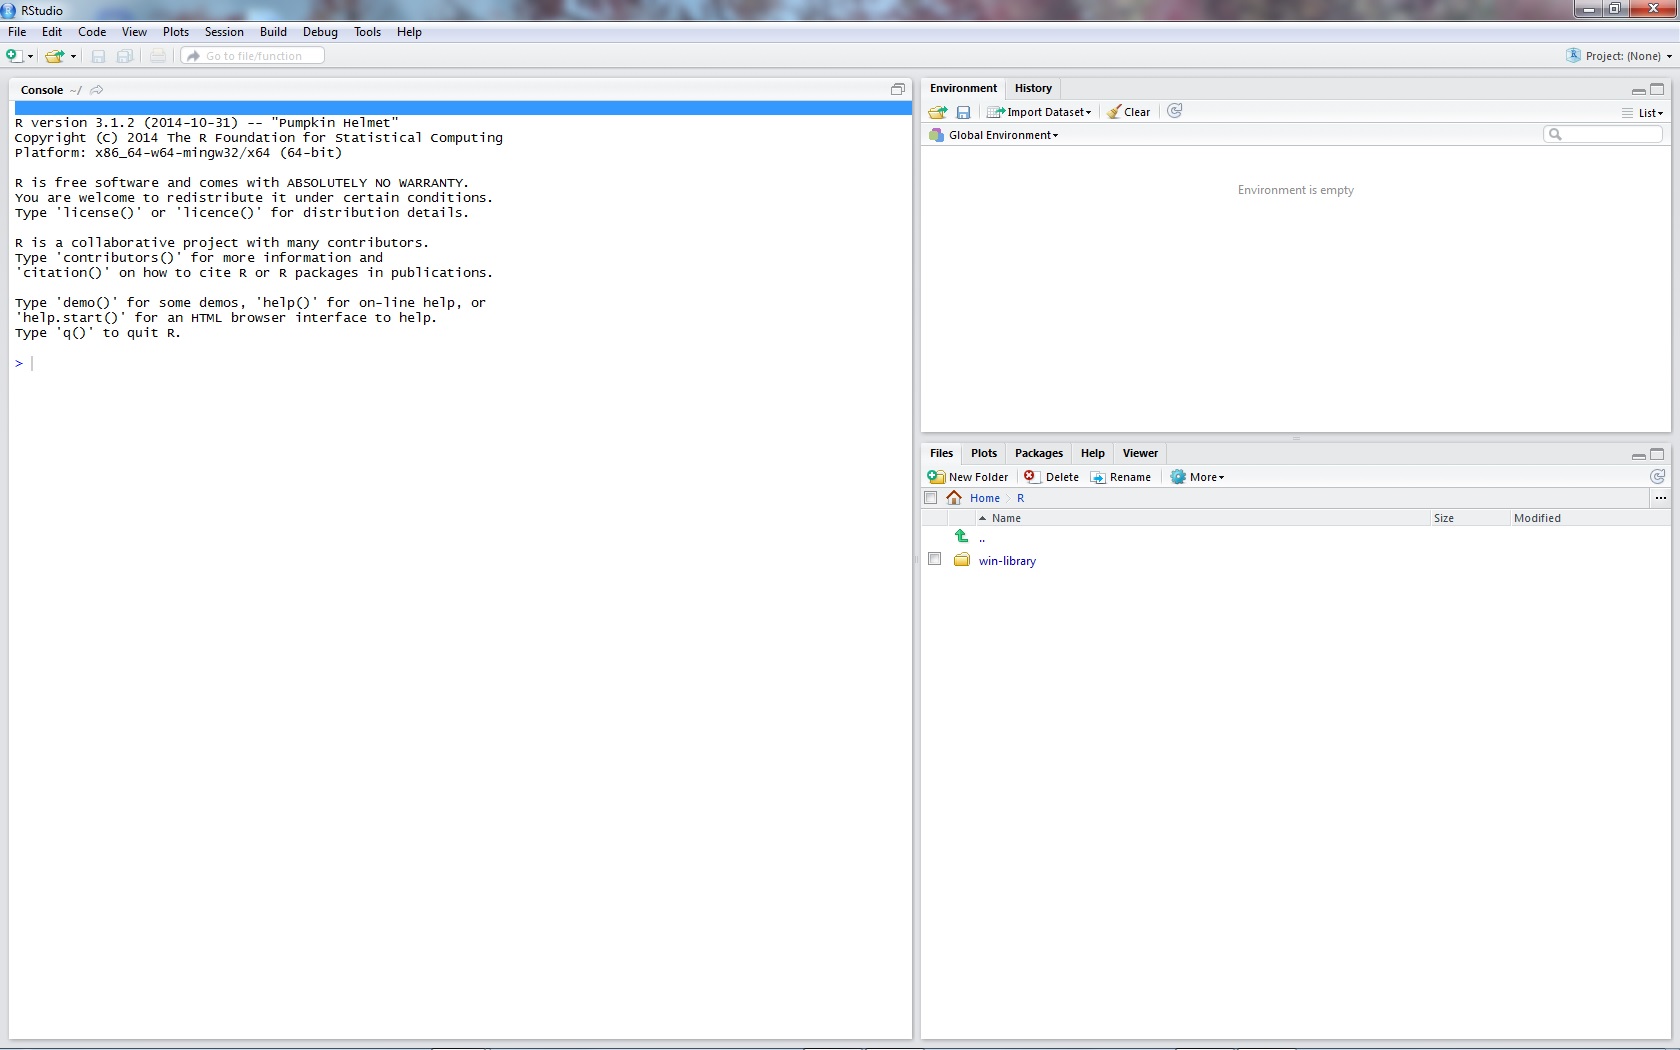 RStudio
File Edit Code View Plots Session Build Debug Tools Help
Go to file/function
Project: (None)
Console ~/
R version 3.1.2 (2014-10-31) -- "Pumpkin Helmet"
Copyright (C) 2014 The R Foundation for Statistical Computing
Platform: x86_64-w64-mingw32/x64 (64-bit)
R is free software and comes with ABSOLUTELY NO WARRANTY.
You are welcome to redistribute it under certain conditions.
Type 'license()' or 'licence()' for distribution details.
R is a collaborative project with many contributors.
Type 'contributors()' for more information and
'citation()' on how to cite R or R packages in publications.
Type 'demo()' for some demos, 'help()' for on-line help, or
'help.start()' for an HTML browser interface to help.
Type 'q()' to quit R.
>
Environment History
Import Dataset Clear List
Global Environment
Environment is empty
Files Plots Packages Help Viewer
New Folder Delete Rename More
Home R ...
Name Size Modified
..
win-library